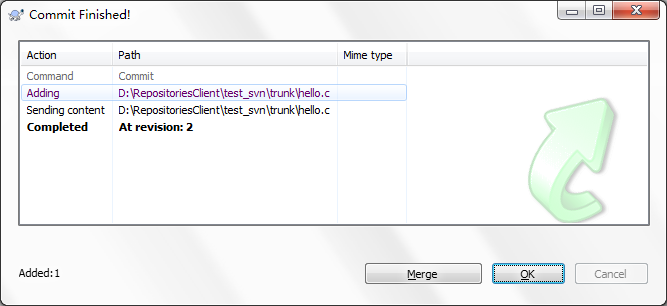 Commit Finished!
Action Path Mime type
Command Commit
Adding D:\RepositoriesClient\test_svn\trunk\hello.c
Sending content D:\RepositoriesClient\test_svn\trunk\hello.c
Completed At revision: 2
Added:1 Merge OK Cancel